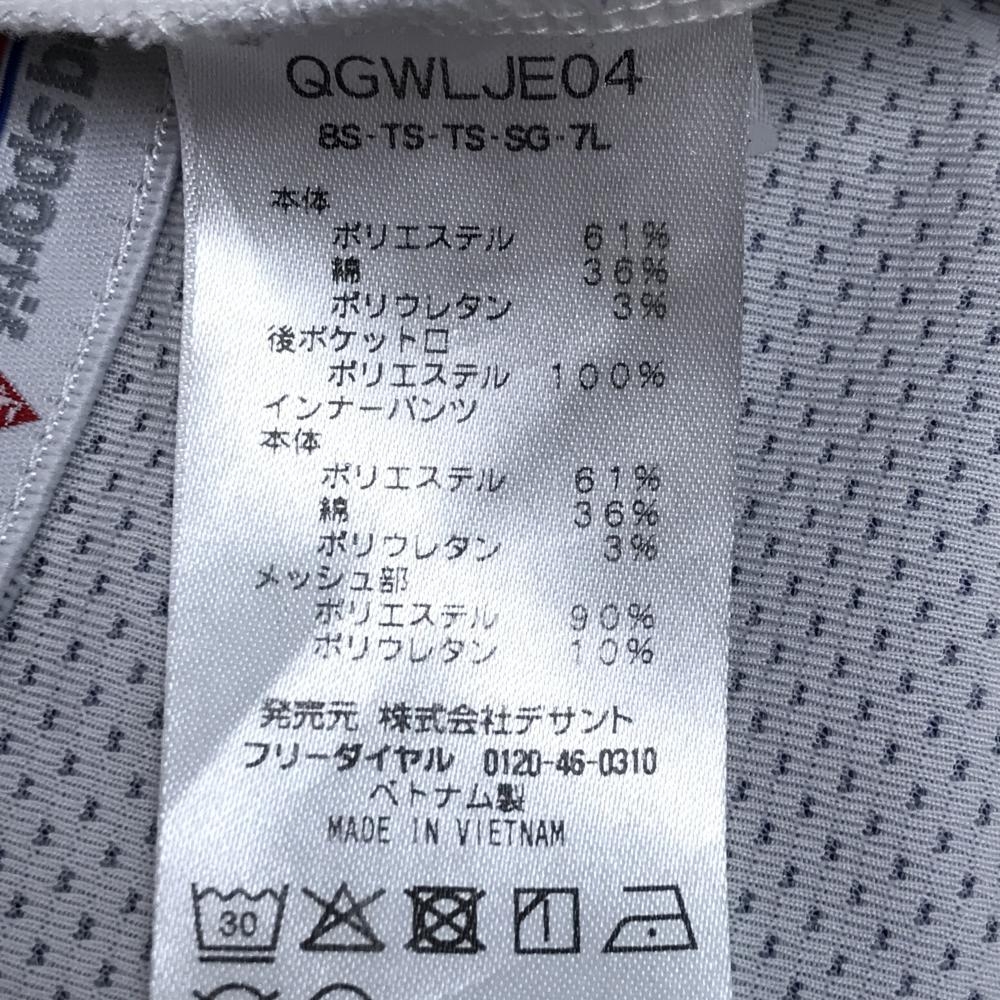 QGWLJE04
8S-TS-TS-SG-7L
本体
ポリエステル 61%
綿 36%
ポリウレタン 3%
後ポケット口
ポリエステル 100%
インナーパンツ
本体
ポリエステル 61%
綿 36%
ポリウレタン 3%
メッシュ部
ポリエステル 90%
ポリウレタン 10%
発売元 株式会社デサント
フリーダイヤル 0120-46-0310
ベトナム製
MADE IN VIETNAM
30